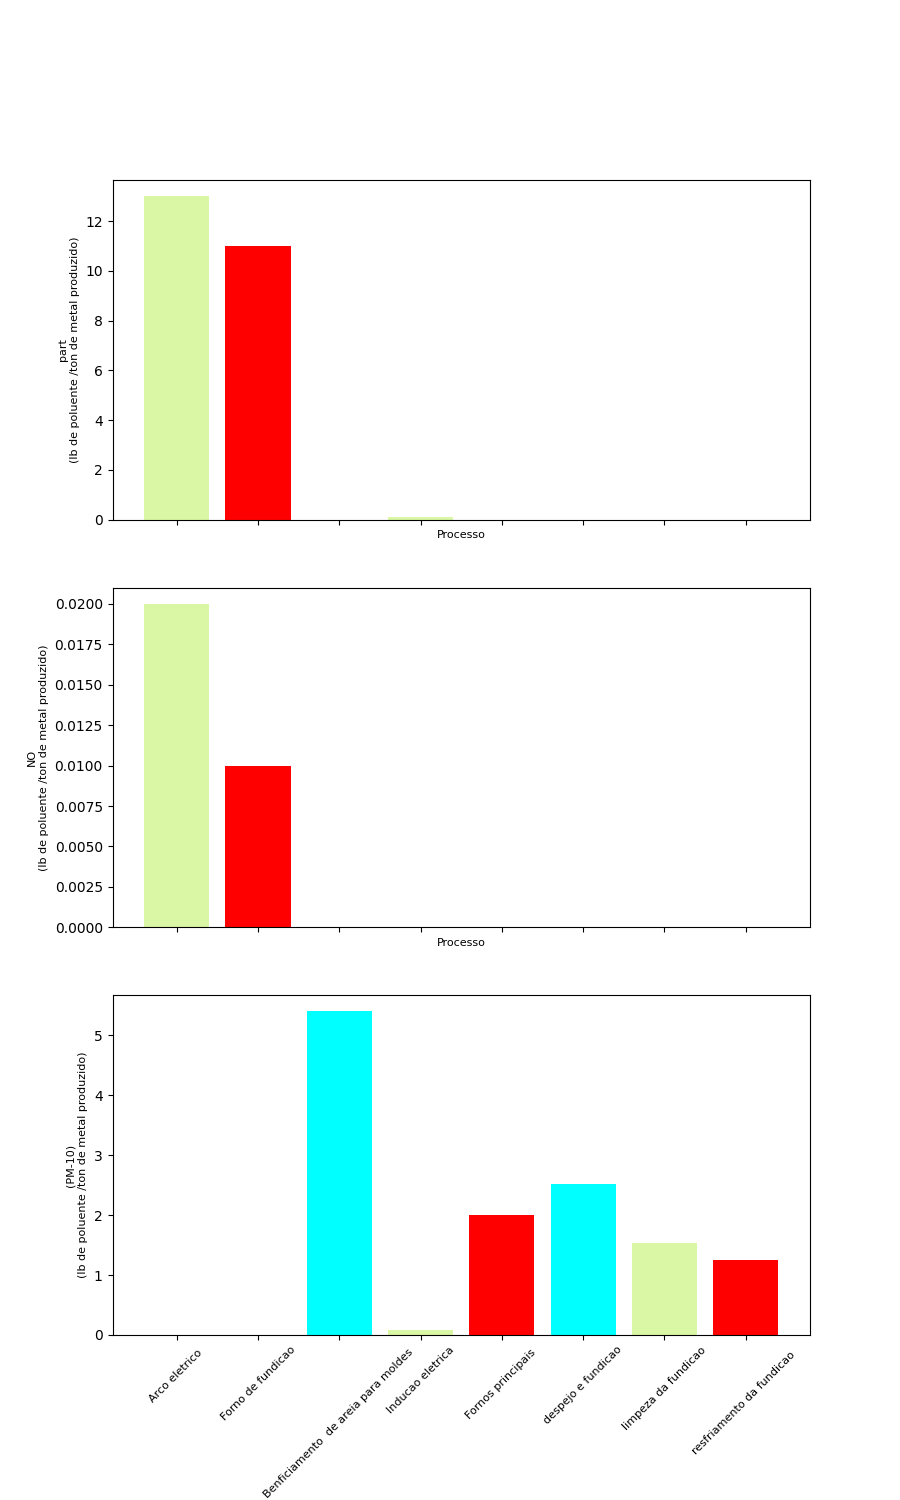 12
10
8
6
4
2
0
part
(lb de poluente /ton de metal produzido)
Processo
0.0200
0.0175
0.0150
0.0125
0.0100
0.0075
0.0050
0.0025
0.0000
NO
(lb de poluente /ton de metal produzido)
Processo
5
4
3
2
1
0
(PM-10)
(lb de poluente /ton de metal produzido)
Arco eletrico
Forno de fundicao
Benficiamento  de areia para moldes
Inducao eletrica
Fornos principais
despejo e fundicao
limpeza da fundicao
resfriamento da fundicao